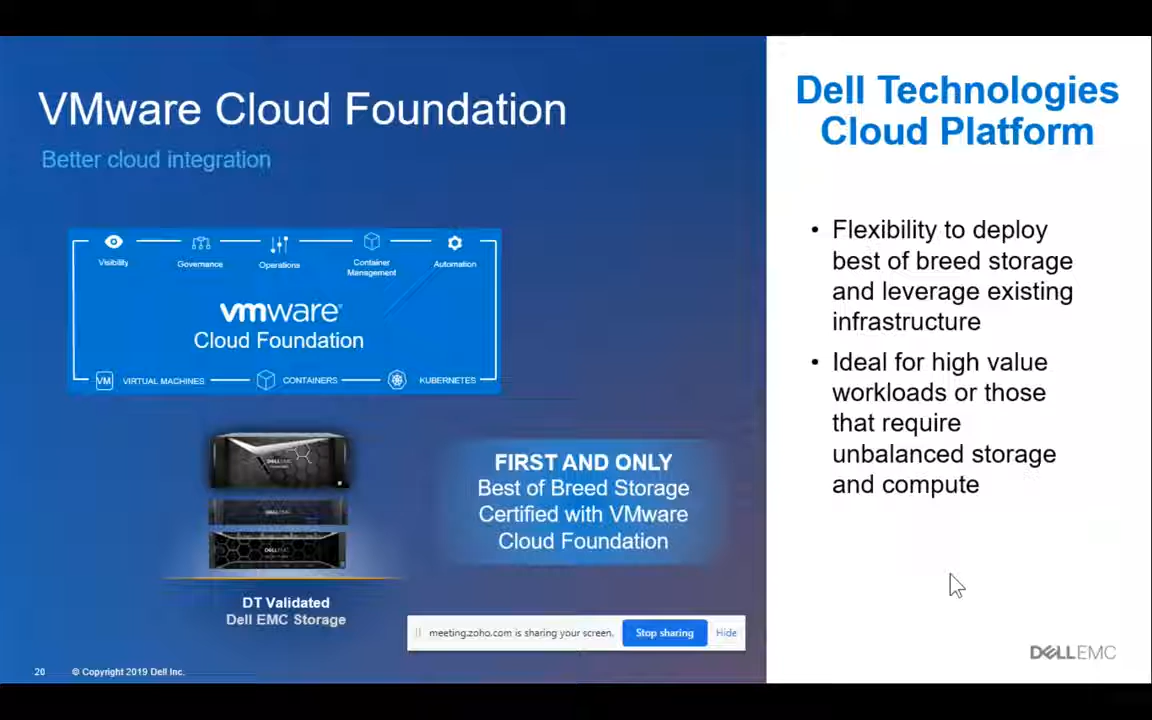 VMware Cloud Foundation
Better cloud integration
Visibility
Governance
Operations
Container
Management
Automation
vmware®
Cloud Foundation
VM VIRTUAL MACHINES
CONTAINERS
KUBERNETES
DELLEMC
DELLEMC
DELLEMC
DT Validated
Dell EMC Storage
FIRST AND ONLY
Best of Breed Storage
Certified with VMware
Cloud Foundation
meeting.zoho.com is sharing your screen.
Stop sharing
Hide
20
© Copyright 2019 Dell Inc.
Dell Technologies
Cloud Platform
• Flexibility to deploy
best of breed storage
and leverage existing
infrastructure
• Ideal for high value
workloads or those
that require
unbalanced storage
and compute
DELLEMC